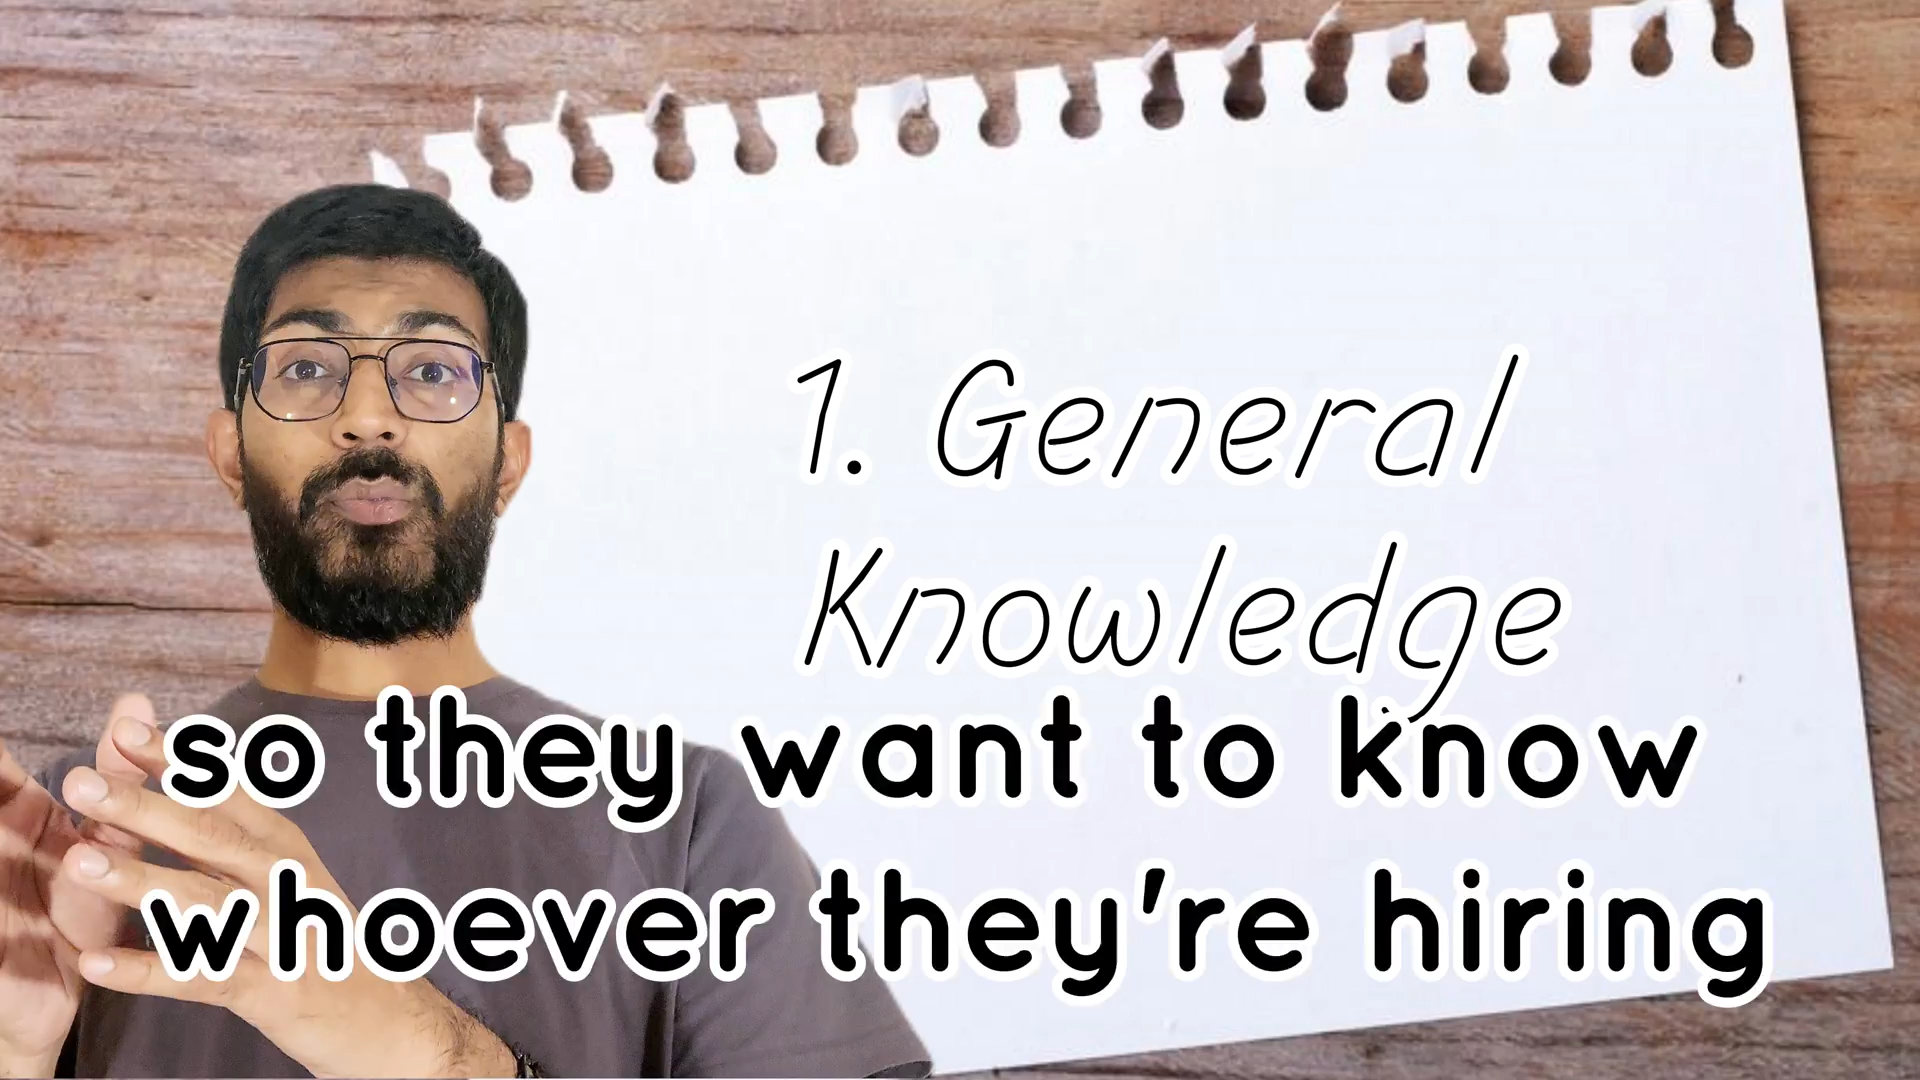 1. General
Knowledge
so they want to know
whoever they're hiring